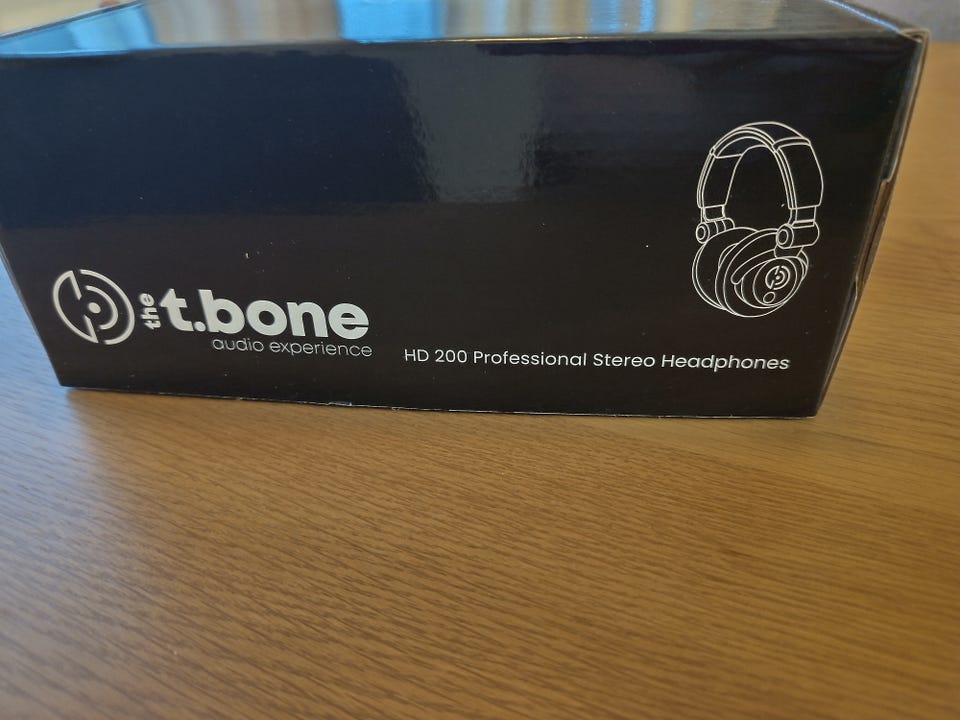 the t.bone
audio experience
HD 200 Professional Stereo Headphones